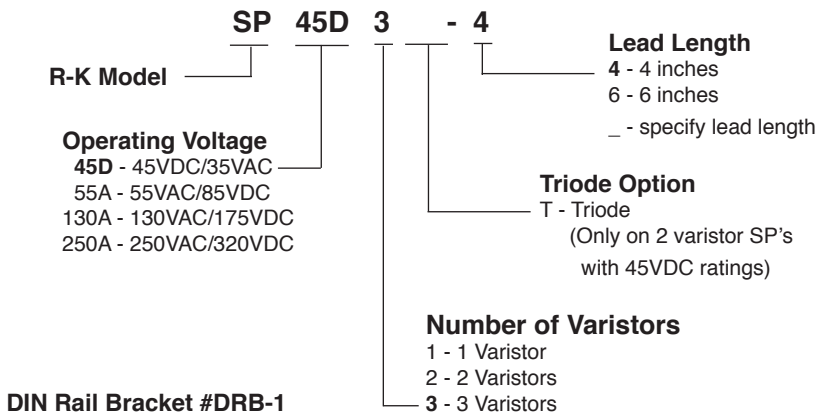 SP 45D 3 - 4
R-K Model
Lead Length
4 - 4 inches
6 - 6 inches
_ - specify lead length
Operating Voltage
45D - 45VDC/35VAC
55A - 55VAC/85VDC
130A - 130VAC/175VDC
250A - 250VAC/320VDC
Triode Option
T - Triode
(Only on 2 varistor SP's
with 45VDC ratings)
Number of Varistors
1 - 1 Varistor
2 - 2 Varistors
3 - 3 Varistors
DIN Rail Bracket #DRB-1